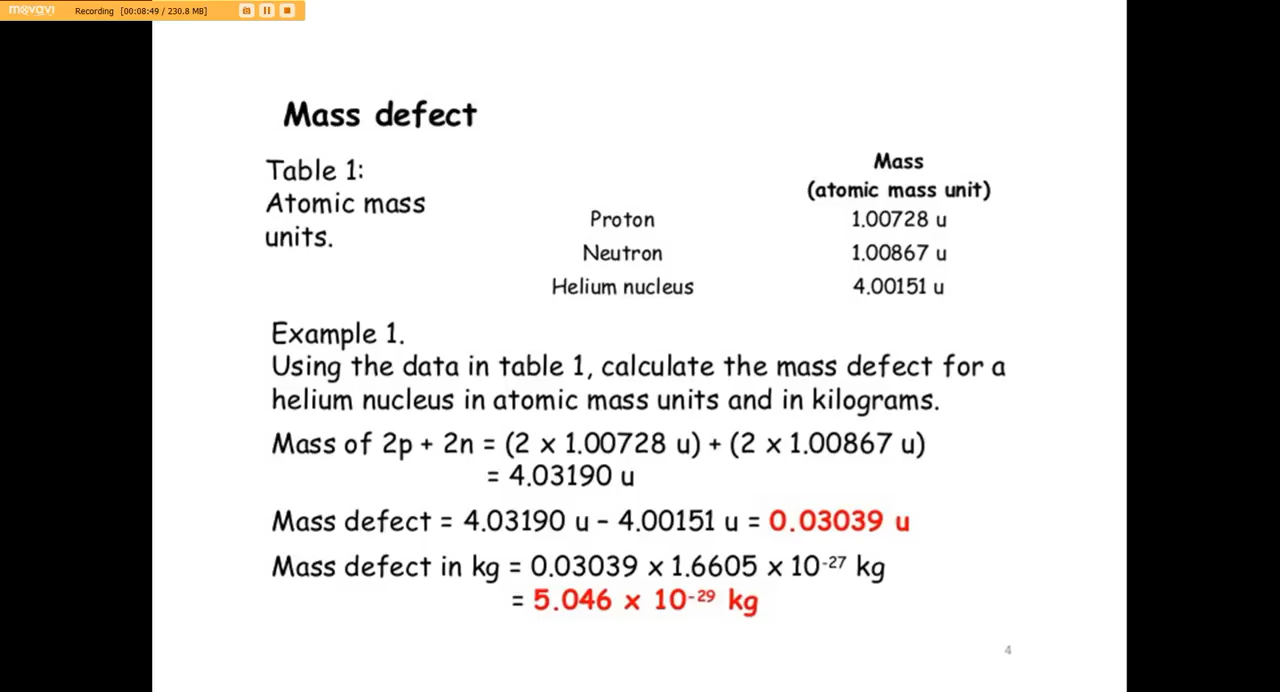 movavi Recording [00:08:49 / 230.8 MB]
Mass defect
Table 1:
Atomic mass
units.
Mass
(atomic mass unit)
Proton 1.00728 u
Neutron 1.00867 u
Helium nucleus 4.00151 u
Example 1.
Using the data in table 1, calculate the mass defect for a
helium nucleus in atomic mass units and in kilograms.
Mass of 2p + 2n = (2 x 1.00728 u) + (2 x 1.00867 u)
= 4.03190 u
Mass defect = 4.03190 u – 4.00151 u = 0.03039 u
Mass defect in kg = 0.03039 x 1.6605 x 10⁻²⁷ kg
= 5.046 x 10⁻²⁹ kg
4